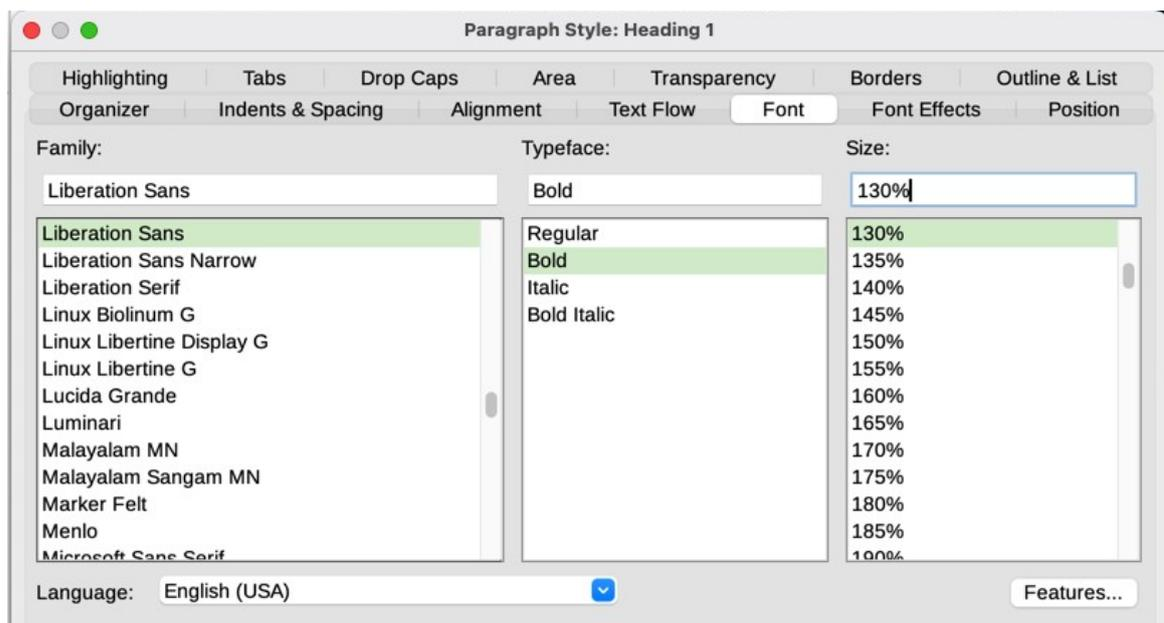 Paragraph Style: Heading 1
Highlighting Tabs Drop Caps Area Transparency Borders Outline & List
Organizer Indents & Spacing Alignment Text Flow Font Font Effects Position
Family:
Liberation Sans
Liberation Sans
Liberation Sans Narrow
Liberation Serif
Linux Biolinum G
Linux Libertine Display G
Linux Libertine G
Lucida Grande
Luminari
Malayalam MN
Malayalam Sangam MN
Marker Felt
Menlo
Microsoft Sans Serif
Typeface:
Bold
Regular
Bold
Italic
Bold Italic
Size:
130%
130%
135%
140%
145%
150%
155%
160%
165%
170%
175%
180%
185%
190%
Language: English (USA)
Features...